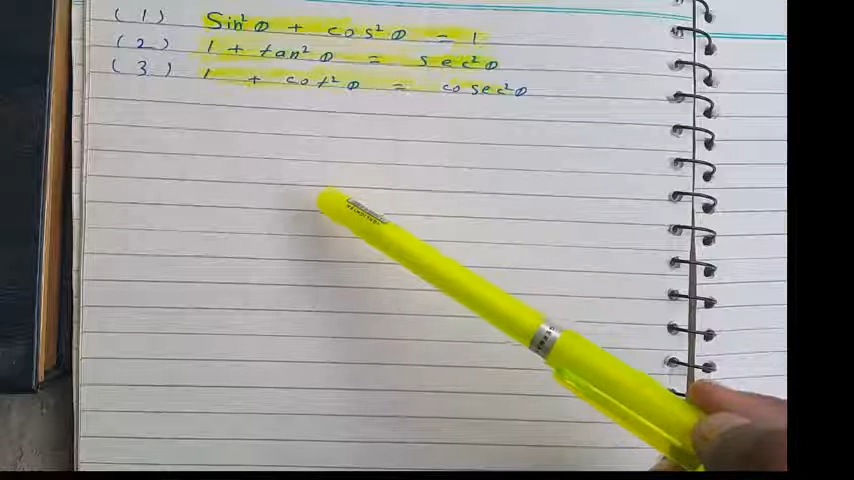 (1) Sin²θ + cos²θ = 1
(2) 1 + tan²θ = sec²θ
(3) 1 + cot²θ = cosec²θ